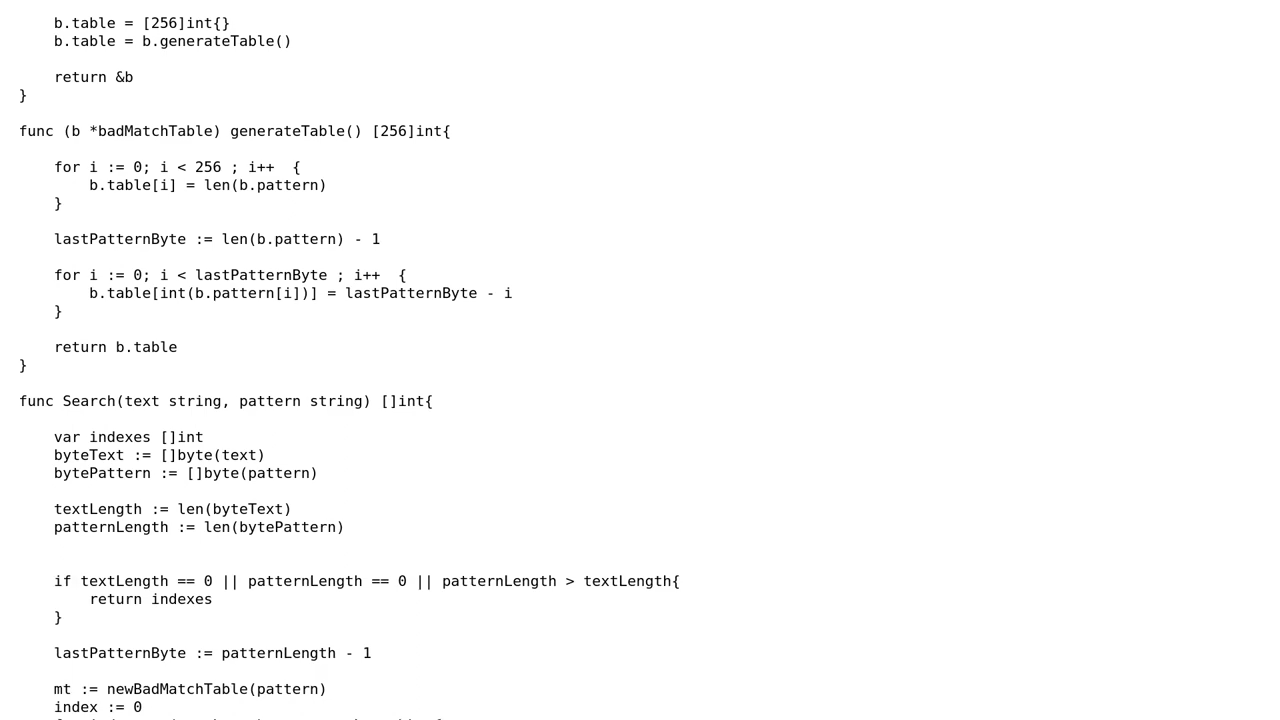 b.table = [256]int{}
    b.table = b.generateTable()

    return &b
}

func (b *badMatchTable) generateTable() [256]int{

    for i := 0; i < 256 ; i++  {
        b.table[i] = len(b.pattern)
    }

    lastPatternByte := len(b.pattern) - 1

    for i := 0; i < lastPatternByte ; i++  {
        b.table[int(b.pattern[i])] = lastPatternByte - i
    }

    return b.table
}

func Search(text string, pattern string) []int{

    var indexes []int
    byteText := []byte(text)
    bytePattern := []byte(pattern)

    textLength := len(byteText)
    patternLength := len(bytePattern)


    if textLength == 0 || patternLength == 0 || patternLength > textLength{
        return indexes
    }

    lastPatternByte := patternLength - 1

    mt := newBadMatchTable(pattern)
    index := 0